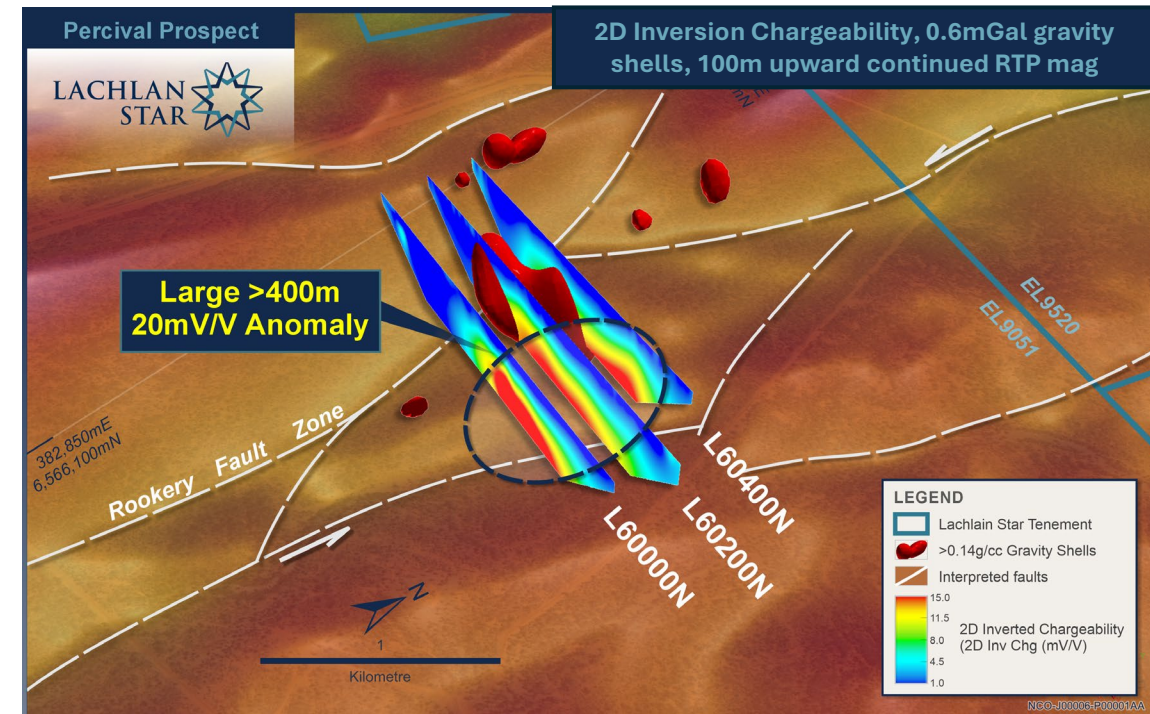 Percival Prospect
LACHLAN
STAR
2D Inversion Chargeability, 0.6mGal gravity
shells, 100m upward continued RTP mag
mN
Large >400m
20mV/V Anomaly
EL9520
EL9051
382,850mE
6,566,100mN
Rookery Fault Zone
L60400N
L60200N
L60000N
N
1
Kilometre
LEGEND
Lachlain Star Tenement
>0.14g/cc Gravity Shells
Interpreted faults
15.0
11.5
8.0
4.5
1.0
2D Inverted Chargeability
(2D Inv Chg (mV/V)
NCO-J00006-P00001AA